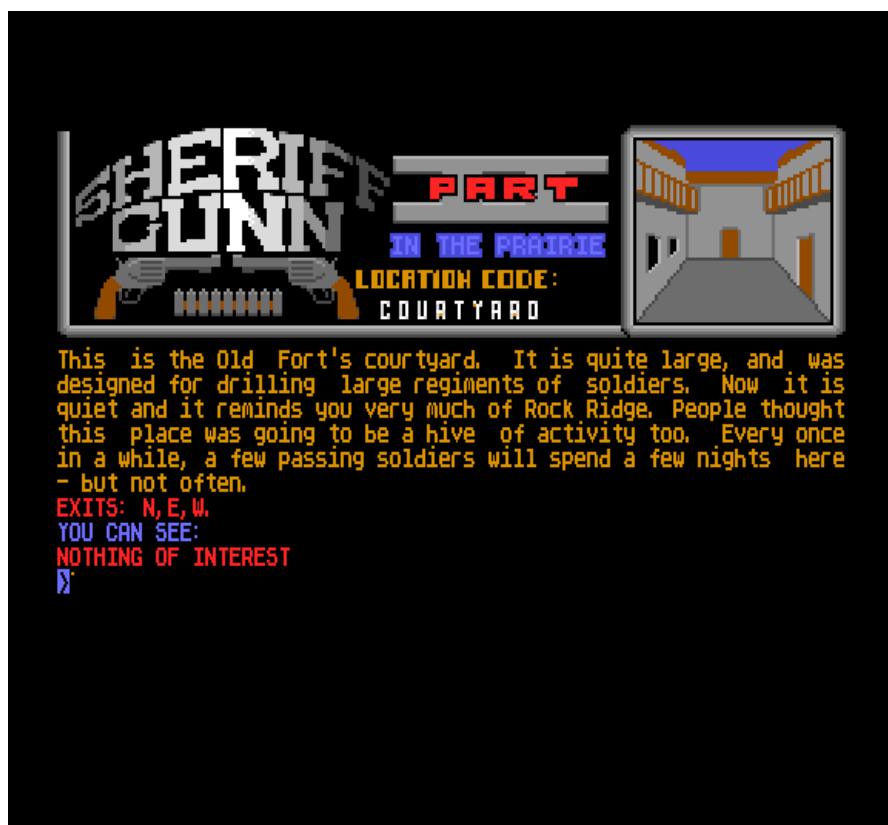 SHERIFF
GUNN
PART
IN THE PRAIRIE
LOCATION CODE:
COURTYARD
This is the Old Fort's courtyard. It is quite large, and was
designed for drilling large regiments of soldiers. Now it is
quiet and it reminds you very much of Rock Ridge. People thought
this place was going to be a hive of activity too. Every once
in a while, a few passing soldiers will spend a few nights here
- but not often.
EXITS: N,E,W.
YOU CAN SEE:
NOTHING OF INTEREST
>